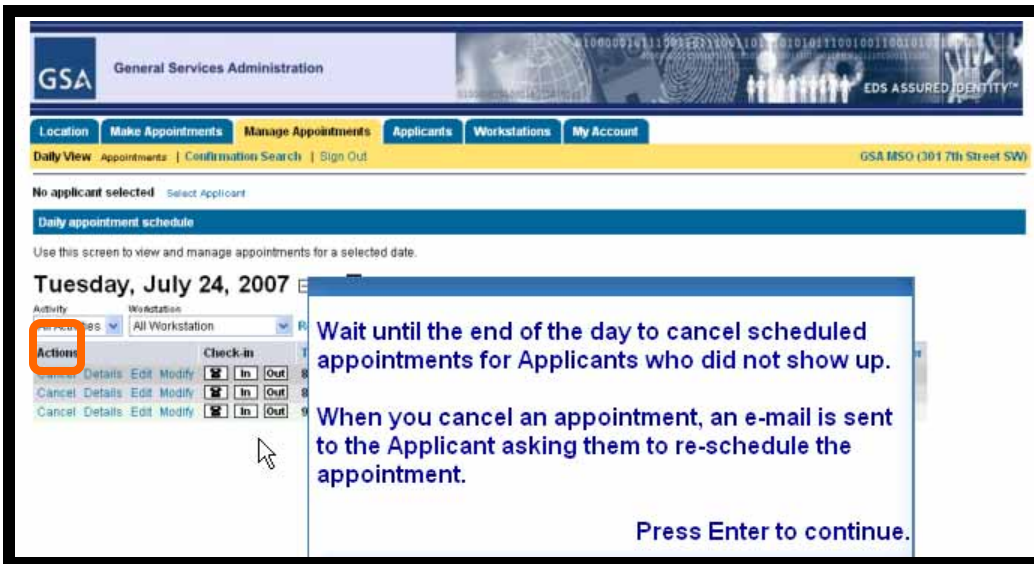 GSA General Services Administration
EDS ASSURED IDENTITY™
Location Make Appointments Manage Appointments Applicants Workstations My Account
Daily View Appointments | Confirmation Search | Sign Out GSA MSO (301 7th Street SW)
No applicant selected Select Applicant
Daily appointment schedule
Use this screen to view and manage appointments for a selected date.
Tuesday, July 24, 2007
Activity Workstation
All Workstation
Actions Check-in
Cancel Details Edit Modify In Out 8
Cancel Details Edit Modify In Out 8
Cancel Details Edit Modify In Out 9
Wait until the end of the day to cancel scheduled
appointments for Applicants who did not show up.
When you cancel an appointment, an e-mail is sent
to the Applicant asking them to re-schedule the
appointment.
Press Enter to continue.